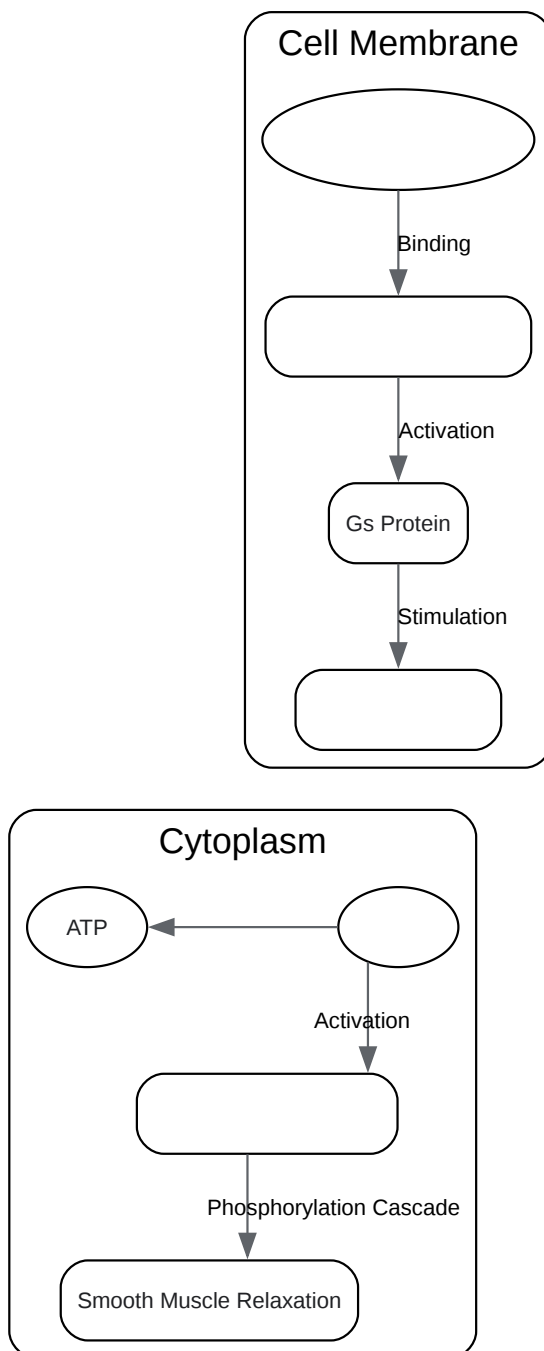 Cell Membrane
Binding
Activation
Gs Protein
Stimulation
Cytoplasm
ATP
Activation
Phosphorylation Cascade
Smooth Muscle Relaxation